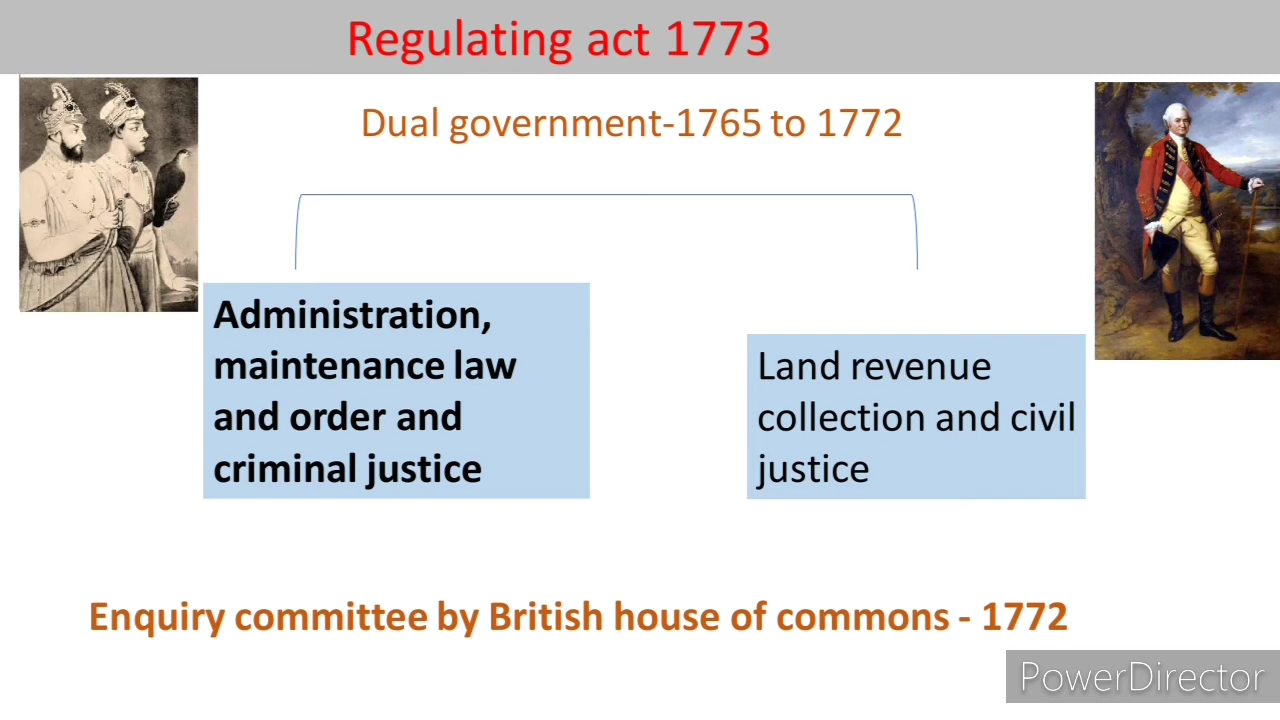 Regulating act 1773
Dual government-1765 to 1772
Administration,
maintenance law
and order and
criminal justice
Land revenue
collection and civil
justice
Enquiry committee by British house of commons - 1772
PowerDirector